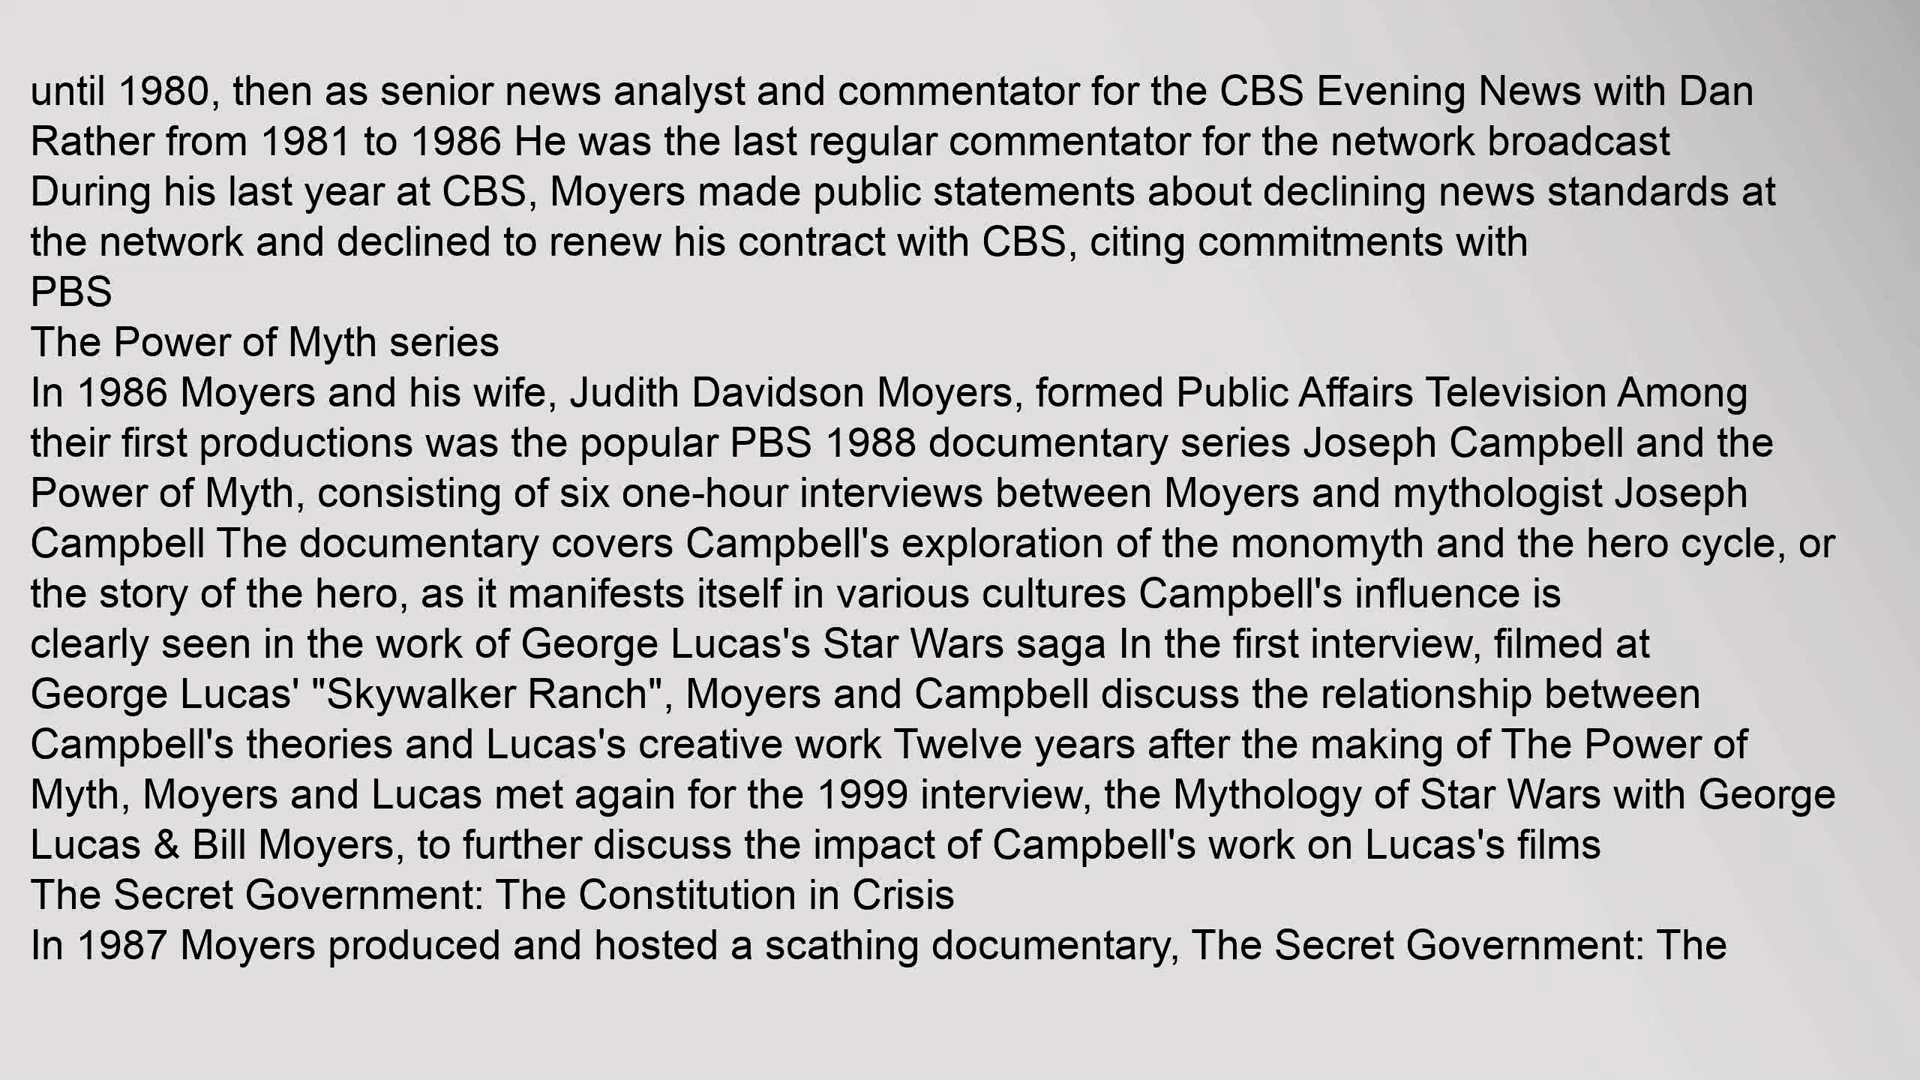 until 1980, then as senior news analyst and commentator for the CBS Evening News with Dan
Rather from 1981 to 1986 He was the last regular commentator for the network broadcast
During his last year at CBS, Moyers made public statements about declining news standards at
the network and declined to renew his contract with CBS, citing commitments with
PBS
The Power of Myth series
In 1986 Moyers and his wife, Judith Davidson Moyers, formed Public Affairs Television Among
their first productions was the popular PBS 1988 documentary series Joseph Campbell and the
Power of Myth, consisting of six one-hour interviews between Moyers and mythologist Joseph
Campbell The documentary covers Campbell's exploration of the monomyth and the hero cycle, or
the story of the hero, as it manifests itself in various cultures Campbell's influence is
clearly seen in the work of George Lucas's Star Wars saga In the first interview, filmed at
George Lucas' "Skywalker Ranch", Moyers and Campbell discuss the relationship between
Campbell's theories and Lucas's creative work Twelve years after the making of The Power of
Myth, Moyers and Lucas met again for the 1999 interview, the Mythology of Star Wars with George
Lucas & Bill Moyers, to further discuss the impact of Campbell's work on Lucas's films
The Secret Government: The Constitution in Crisis
In 1987 Moyers produced and hosted a scathing documentary, The Secret Government: The